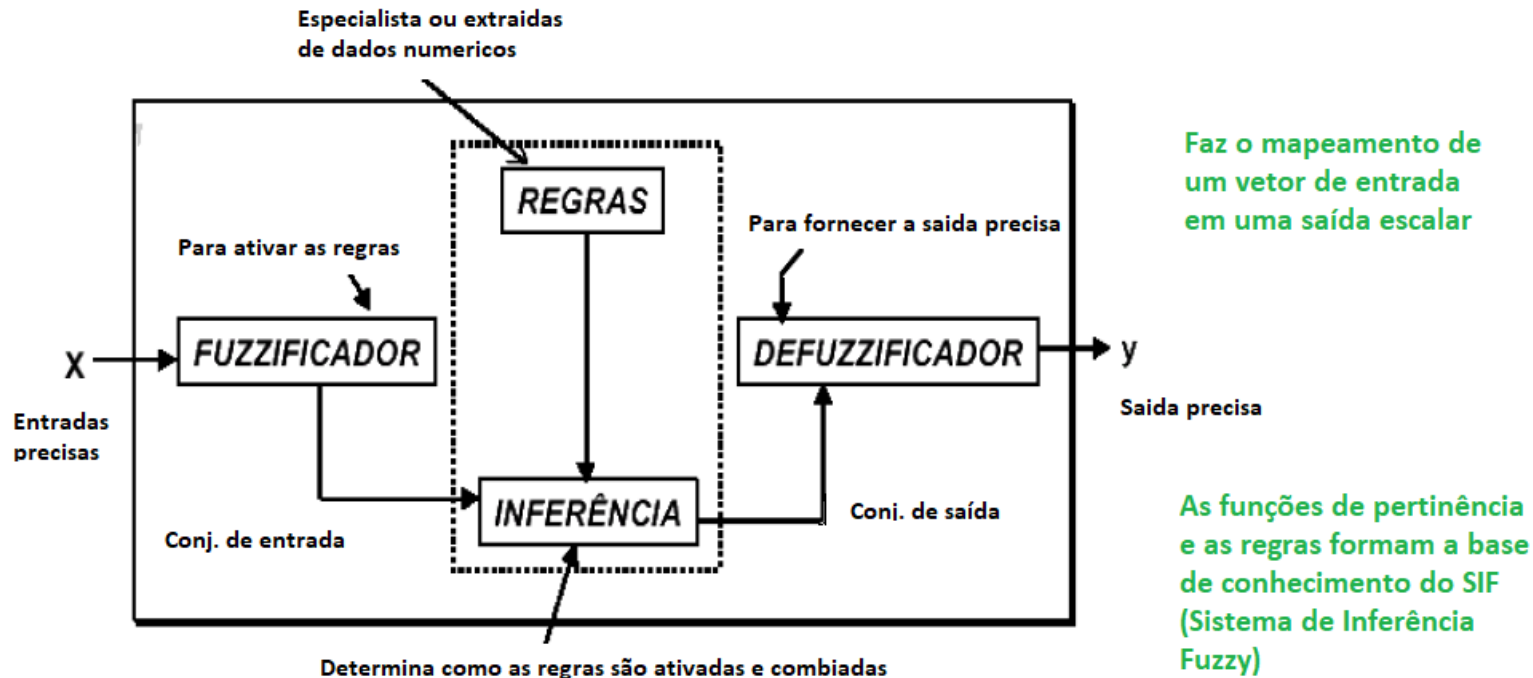 Especialista ou extraidas
de dados numericos
Faz o mapeamento de
um vetor de entrada
em uma saída escalar
REGRAS
Para ativar as regras
Para fornecer a saida precisa
FUZZIFICADOR
DEFUZZIFICADOR
X
y
Entradas
precisas
Saida precisa
INFERÊNCIA
Conj. de entrada
Conj. de saída
As funções de pertinência
e as regras formam a base
de conhecimento do SIF
(Sistema de Inferência
Fuzzy)
Determina como as regras são ativadas e combiadas